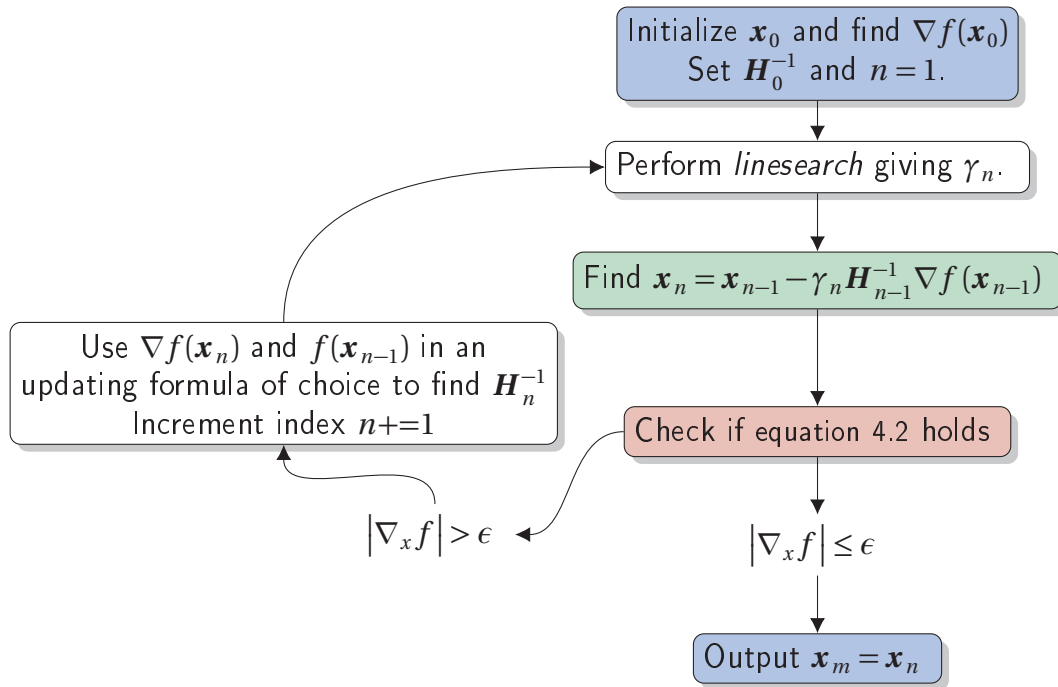 Initialize 𝒙₀ and find ∇f(𝒙₀)
Set 𝑯₀⁻¹ and n = 1.
Perform linesearch giving γₙ.
Find 𝒙ₙ = 𝒙ₙ₋₁ − γₙ𝑯ₙ₋₁⁻¹∇f(𝒙ₙ₋₁)
Use ∇f(𝒙ₙ) and f(𝒙ₙ₋₁) in an
updating formula of choice to find 𝑯ₙ⁻¹
Increment index n+=1
Check if equation 4.2 holds
|∇ₓf| > ϵ
|∇ₓf| ≤ ϵ
Output 𝒙ₘ = 𝒙ₙ